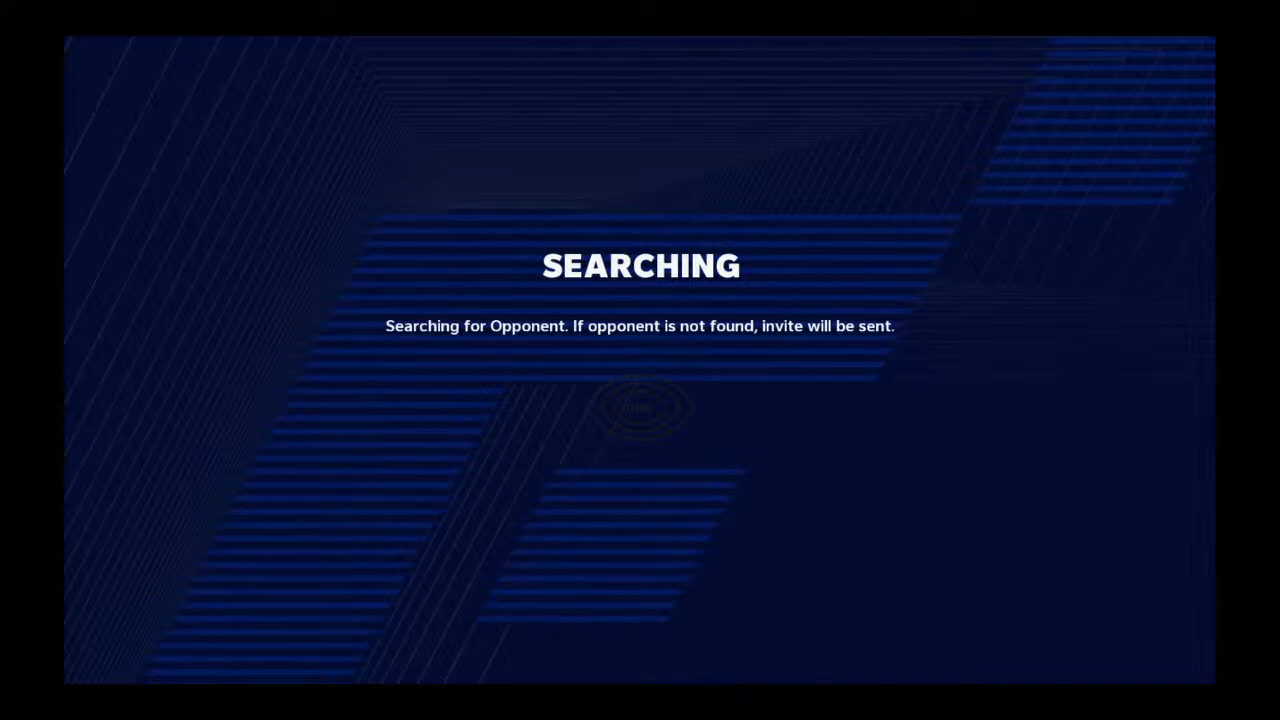 SEARCHING
Searching for Opponent. If opponent is not found, invite will be sent.